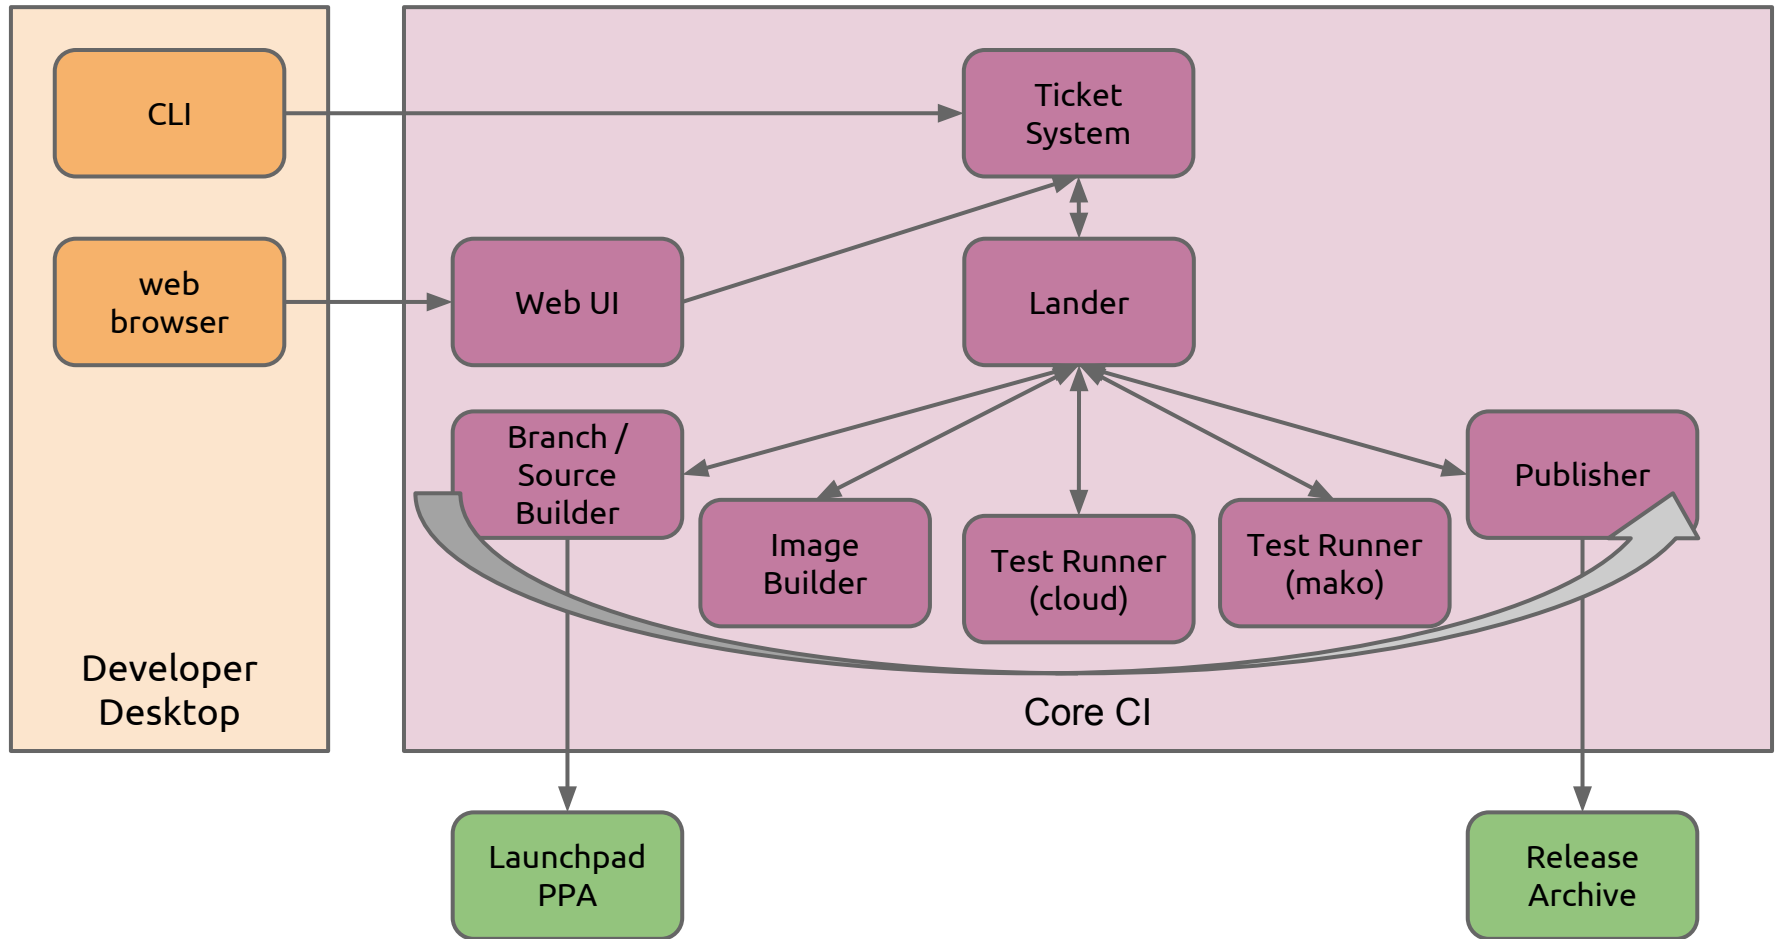 CLI
Ticket
System
web
browser
Web UI
Lander
Branch /
Source
Builder
Image
Builder
Test Runner
(cloud)
Test Runner
(mako)
Publisher
Developer
Desktop
Core CI
Launchpad
PPA
Release
Archive